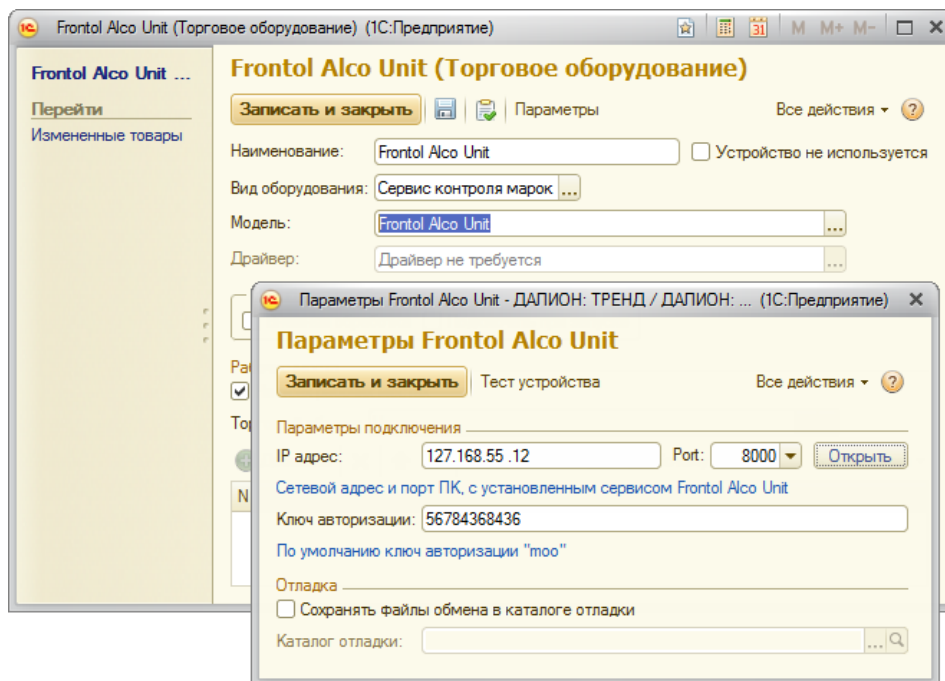 Frontol Alco Unit (Торговое оборудование) (1С:Предприятие)
31 M M+ M-
Frontol Alco Unit ...
Перейти
Измененные товары
Frontol Alco Unit (Торговое оборудование)
Записать и закрыть Параметры Все действия ?
Наименование: Frontol Alco Unit Устройство не используется
Вид оборудования: Сервис контроля марок ...
Модель: Frontol Alco Unit ...
Драйвер: Драйвер не требуется ...
Параметры Frontol Alco Unit - ДАЛИОН: ТРЕНД / ДАЛИОН: ... (1С:Предприятие)
Параметры Frontol Alco Unit
Записать и закрыть Тест устройства Все действия ?
Параметры подключения
IP адрес: 127.168.55 .12 Port: 8000 Открыть
Сетевой адрес и порт ПК, с установленным сервисом Frontol Alco Unit
Ключ авторизации: 56784368436
По умолчанию ключ авторизации "moo"
Отладка
Сохранять файлы обмена в каталоге отладки
Каталог отладки: ...